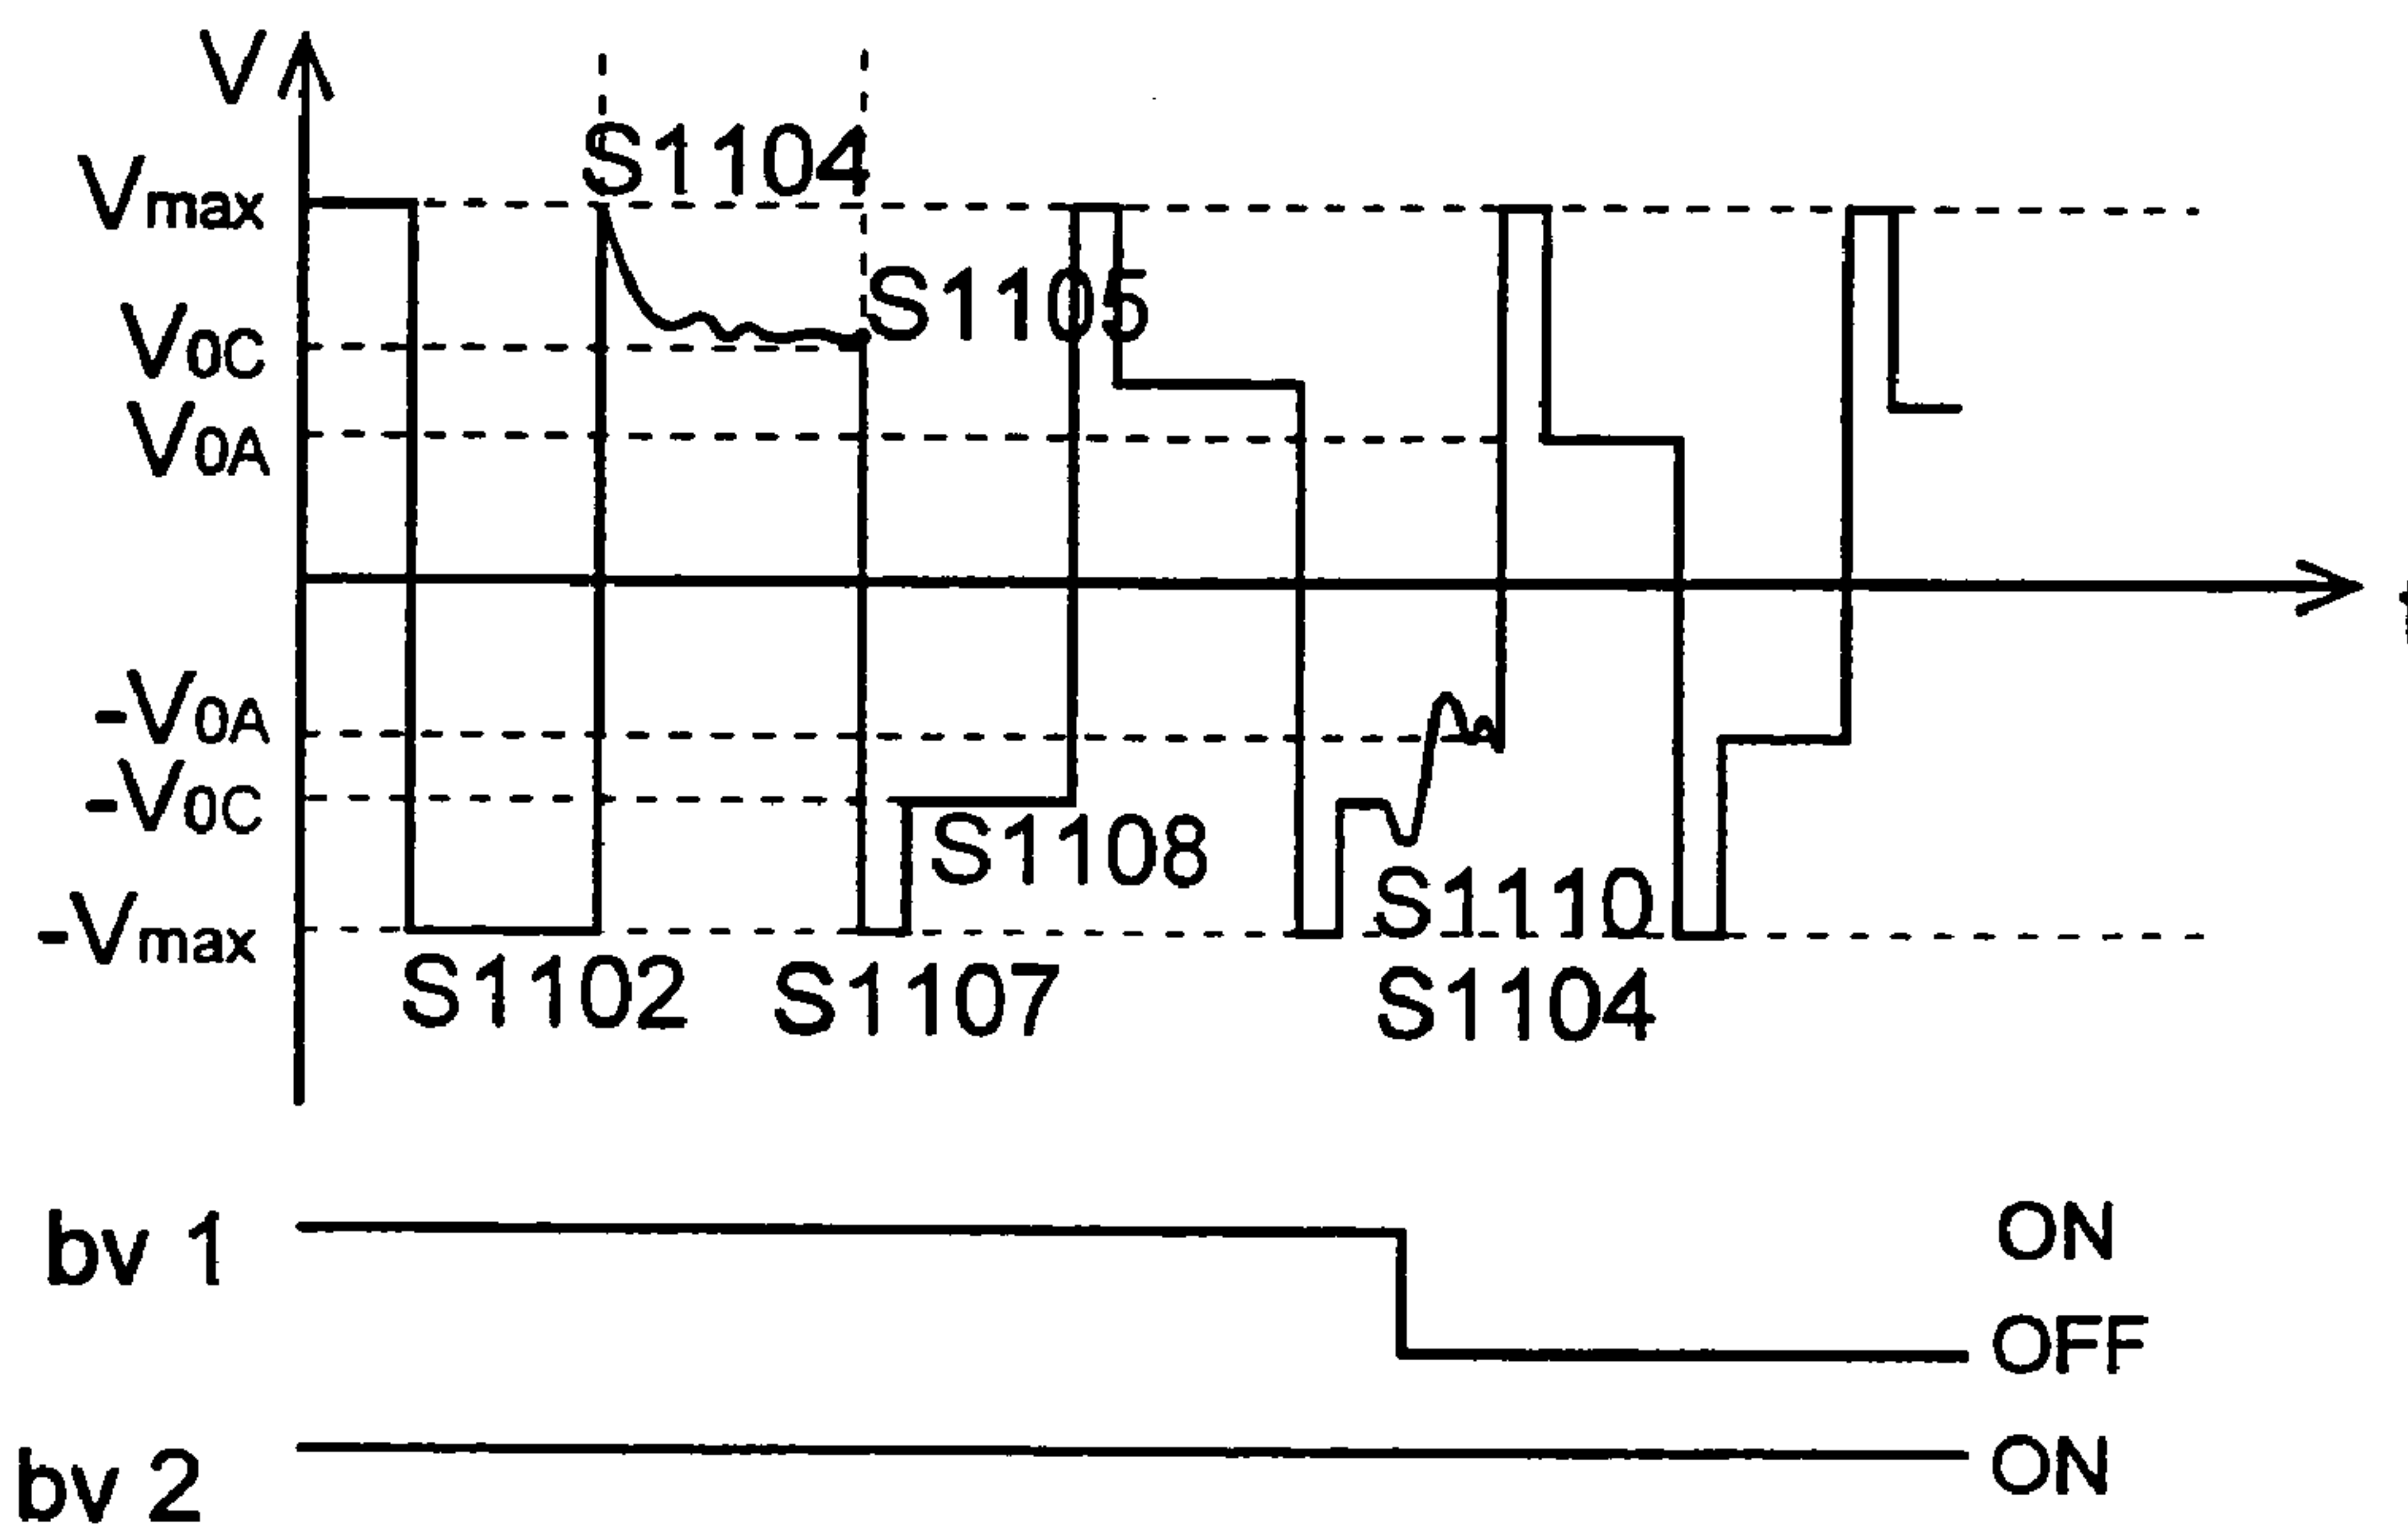 V
S1104
Vmax
S1105
V0C
V0A
-V0A
-V0C
S1108
S1110
-Vmax
S1102
S1107
S1104
bv 1
ON
OFF
bv 2
ON